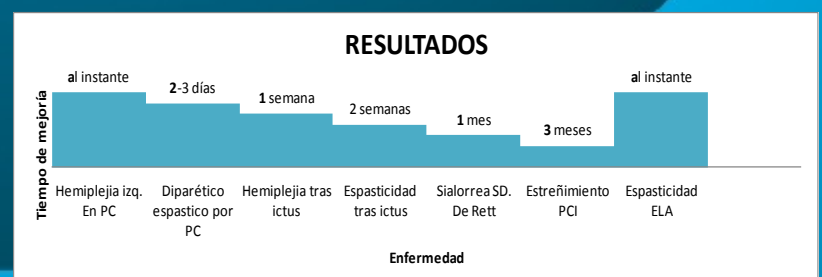 RESULTADOS
al instante
2-3 días
1 semana
2 semanas
1 mes
3 meses
al instante
Tiempo de mejoría
Hemiplejia izq.
En PC
Diparético
espastico por
PC
Hemiplejia tras
ictus
Espasticidad
tras ictus
Sialorrea SD.
De Rett
Estreñimiento
PCI
Espasticidad
ELA
Enfermedad